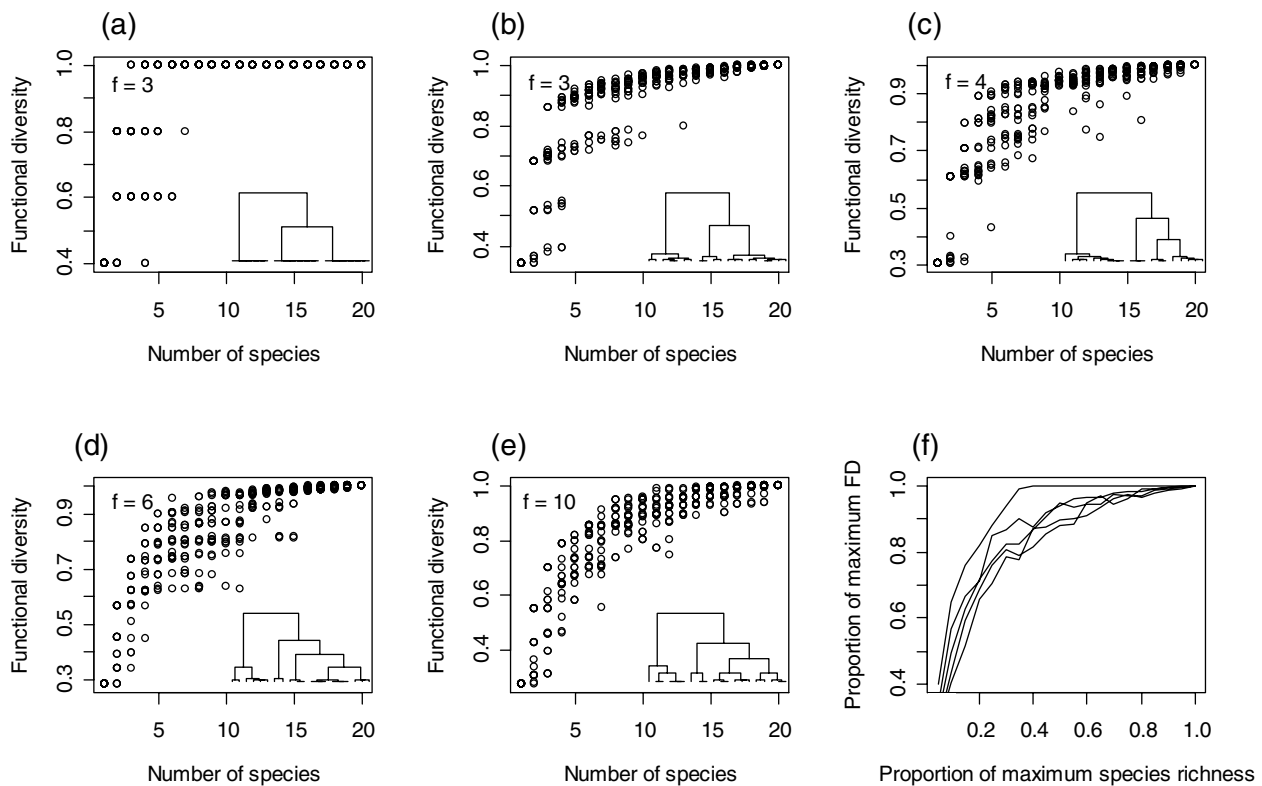 (a)
Functional diversity
1.0
0.8
0.6
0.4
f = 3
5 10 15 20
Number of species
(b)
Functional diversity
1.0
0.8
0.6
0.4
f = 3
5 10 15 20
Number of species
(c)
Functional diversity
0.9
0.7
0.5
0.3
f = 4
5 10 15 20
Number of species
(d)
Functional diversity
0.9
0.7
0.5
0.3
f = 6
5 10 15 20
Number of species
(e)
Functional diversity
1.0
0.8
0.6
0.4
f = 10
5 10 15 20
Number of species
(f)
Proportion of maximum FD
1.0
0.8
0.6
0.4
0.2 0.4 0.6 0.8 1.0
Proportion of maximum species richness